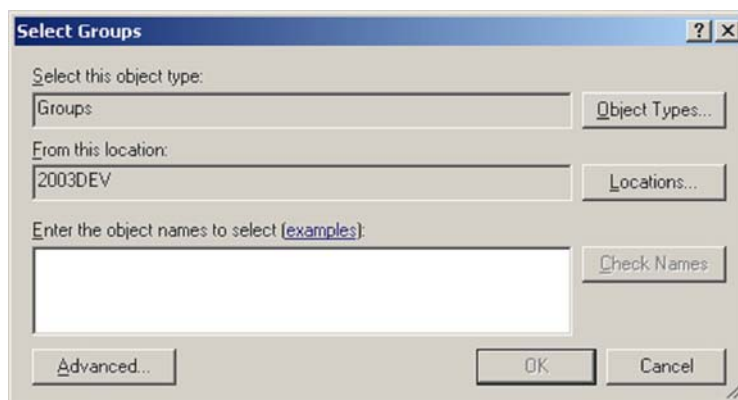 Select Groups
Select this object type:
Groups
Object Types...
From this location:
2003DEV
Locations...
Enter the object names to select (examples):
Check Names
Advanced...
OK
Cancel